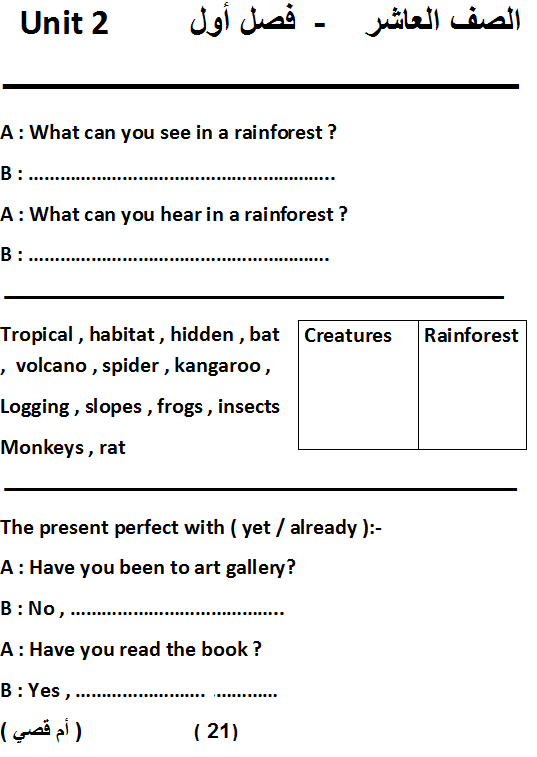 Unit 2 الصف العاشر - فصل أول
A : What can you see in a rainforest ?
B : ........................................................
A : What can you hear in a rainforest ?
B : .......................................................
Tropical , habitat , hidden , bat
, volcano , spider , kangaroo ,
Logging , slopes , frogs , insects
Monkeys , rat
Creatures Rainforest
The present perfect with ( yet / already ):-
A : Have you been to art gallery?
B : No , .......................................
A : Have you read the book ?
B : Yes , ........................ ............
( أم قصي ) ( 21)